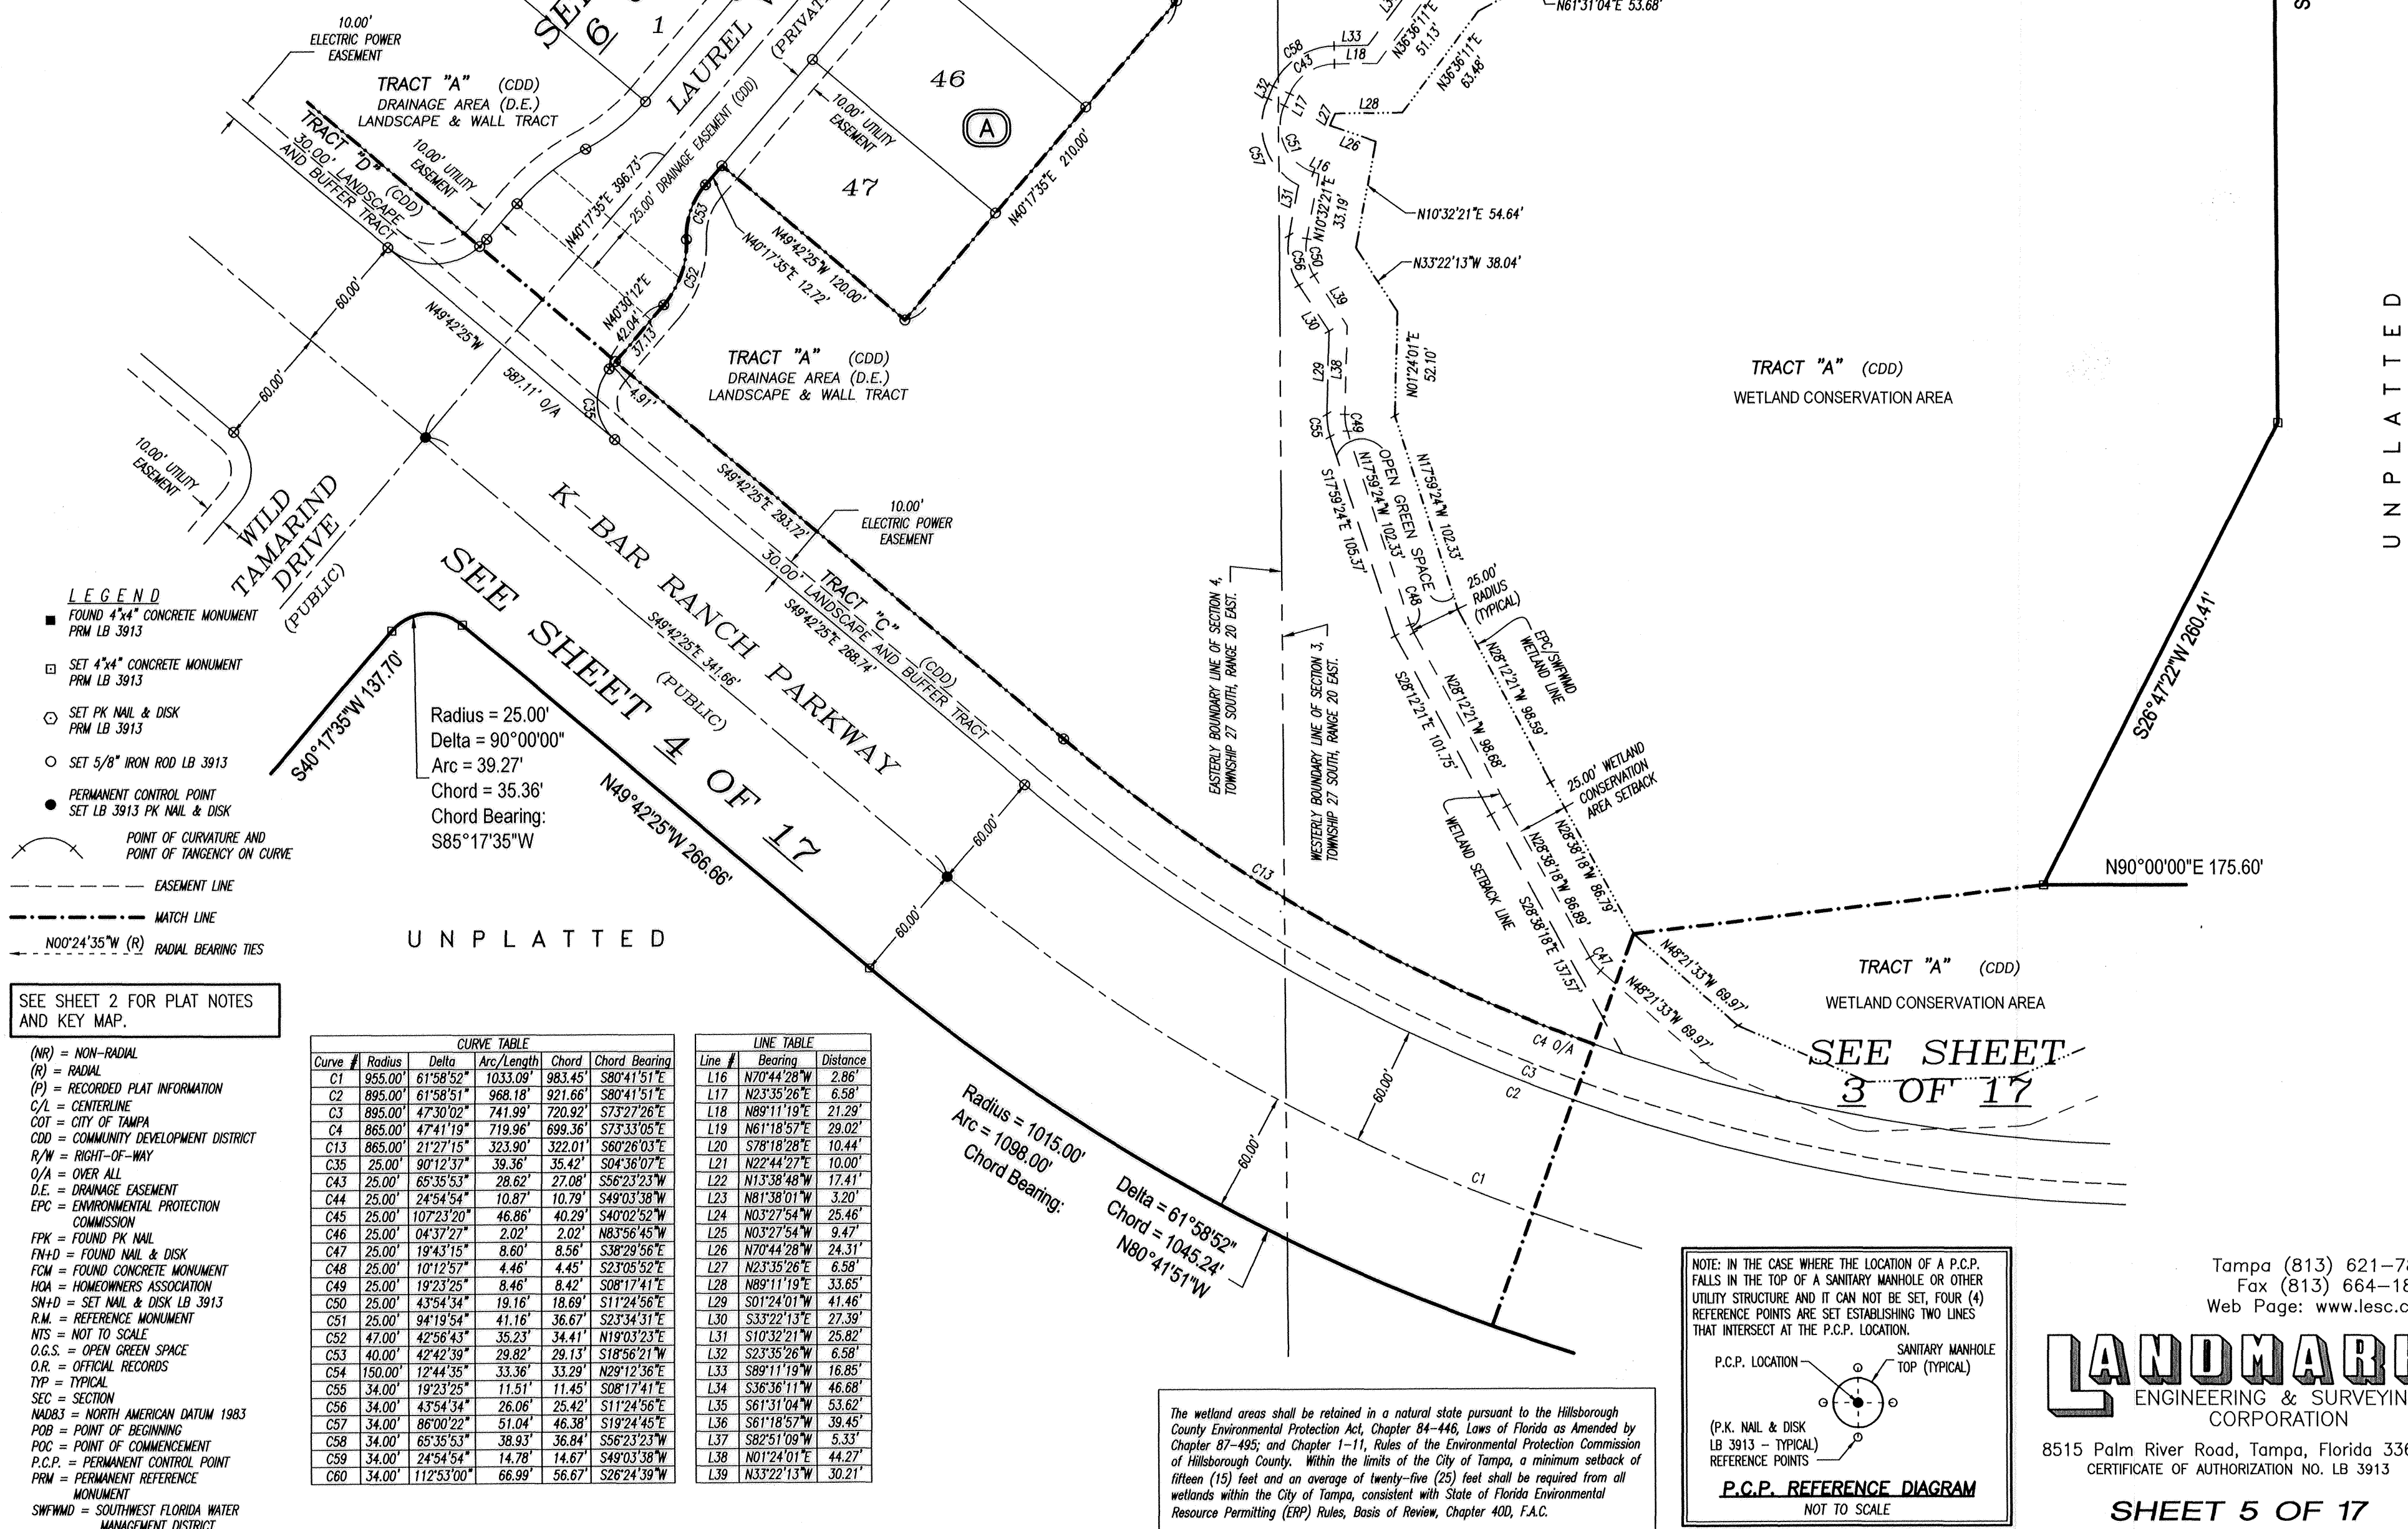 10.00'
ELECTRIC POWER
EASEMENT
TRACT "A" (CDD)
DRAINAGE AREA (D.E.)
LANDSCAPE & WALL TRACT
6
1
TRACT "D" (CDD)
30.00' LANDSCAPE
AND BUFFER TRACT
10.00' UTILITY
EASEMENT
N40°17'35"E 396.73'
25.00' DRAINAGE EASEMENT (CDD)
46
10.00' UTILITY
EASEMENT
A
47
N40°17'35"E 210.00'
C53
N49°42'25"W 120.00'
N40°17'35"E 12.72'
C52
N40°30'12"E
42.04'
37.13'
4.91'
C35
60.00'
60.00'
N49°42'25"W
587.11' O/A
TRACT "A" (CDD)
DRAINAGE AREA (D.E.)
LANDSCAPE & WALL TRACT
10.00' UTILITY
EASEMENT
WILD
TAMARIND
DRIVE
(PUBLIC)
N61°31'04"E 53.68'
C58
L33
C43
L18
N36°36'11"E
51.13'
N36°36'11"E
63.48'
L32
L17
L28
L27
L26
C57
C51
L16
L31
N10°32'21"E
33.19'
N10°32'21"E 54.64'
C56
C50
N33°22'13"W 38.04'
L39
L30
L29
L38
N01°24'01"E
52.10'
C55
C49
OPEN GREEN SPACE
N17°59'24"W 102.33'
N17°59'24"W 102.33'
S17°59'24"E 105.37'
C48
25.00'
RADIUS
(TYPICAL)
EPC/SWFWMD
WETLAND LINE
N28°12'21"W 98.59'
N28°12'21"W 98.68'
S28°12'21"E 101.75'
25.00' WETLAND
CONSERVATION
AREA SETBACK
WETLAND SETBACK LINE
N28°38'18"W 86.79'
N28°38'18"W 86.89'
S28°38'18"E 137.57'
C47
N48°21'33"W 69.97'
N48°21'33"W 69.97'
TRACT "A" (CDD)
WETLAND CONSERVATION AREA
UNPLATTED
S26°47'22"W 260.41'
N90°00'00"E 175.60'
TRACT "A" (CDD)
WETLAND CONSERVATION AREA
SEE SHEET
3 OF 17
S49°42'25"E 293.72'
10.00'
ELECTRIC POWER
EASEMENT
TRACT "C" (CDD)
30.00' LANDSCAPE AND BUFFER TRACT
S49°42'25"E 268.74'
K-BAR RANCH PARKWAY
S49°42'25"E 341.66'
(PUBLIC)
SEE SHEET 4 OF 17
S40°17'35"W 137.70'
Radius = 25.00'
Delta = 90°00'00"
Arc = 39.27'
Chord = 35.36'
Chord Bearing:
S85°17'35"W
N49°42'25"W 266.66'
60.00'
60.00'
EASTERLY BOUNDARY LINE OF SECTION 4,
TOWNSHIP 27 SOUTH, RANGE 20 EAST.
WESTERLY BOUNDARY LINE OF SECTION 3,
TOWNSHIP 27 SOUTH, RANGE 20 EAST.
C13
C4 O/A
C3
C2
60.00'
60.00'
C1
Radius = 1015.00'
Arc = 1098.00'
Chord Bearing:
Delta = 61°58'52"
Chord = 1045.24'
N80°41'51"W
UNPLATTED
LEGEND
FOUND 4"x4" CONCRETE MONUMENT
PRM LB 3913
SET 4"x4" CONCRETE MONUMENT
PRM LB 3913
SET PK NAIL & DISK
PRM LB 3913
SET 5/8" IRON ROD LB 3913
PERMANENT CONTROL POINT
SET LB 3913 PK NAIL & DISK
POINT OF CURVATURE AND
POINT OF TANGENCY ON CURVE
EASEMENT LINE
MATCH LINE
N00°24'35"W (R) RADIAL BEARING TIES
SEE SHEET 2 FOR PLAT NOTES
AND KEY MAP.
(NR) = NON-RADIAL
(R) = RADIAL
(P) = RECORDED PLAT INFORMATION
C/L = CENTERLINE
COT = CITY OF TAMPA
CDD = COMMUNITY DEVELOPMENT DISTRICT
R/W = RIGHT-OF-WAY
O/A = OVER ALL
D.E. = DRAINAGE EASEMENT
EPC = ENVIRONMENTAL PROTECTION
COMMISSION
FPK = FOUND PK NAIL
FN+D = FOUND NAIL & DISK
FCM = FOUND CONCRETE MONUMENT
HOA = HOMEOWNERS ASSOCIATION
SN+D = SET NAIL & DISK LB 3913
R.M. = REFERENCE MONUMENT
NTS = NOT TO SCALE
O.G.S. = OPEN GREEN SPACE
O.R. = OFFICIAL RECORDS
TYP = TYPICAL
SEC = SECTION
NAD83 = NORTH AMERICAN DATUM 1983
POB = POINT OF BEGINNING
POC = POINT OF COMMENCEMENT
P.C.P. = PERMANENT CONTROL POINT
PRM = PERMANENT REFERENCE
MONUMENT
SWFWMD = SOUTHWEST FLORIDA WATER
MANAGEMENT DISTRICT
CURVE TABLE
Curve # Radius Delta Arc/Length Chord Chord Bearing
C1 955.00' 61°58'52" 1033.09' 983.45' S80°41'51"E
C2 895.00' 61°58'51" 968.18' 921.66' S80°41'51"E
C3 895.00' 47°30'02" 741.99' 720.92' S73°27'26"E
C4 865.00' 47°41'19" 719.96' 699.36' S73°33'05"E
C13 865.00' 21°27'15" 323.90' 322.01' S60°26'03"E
C35 25.00' 90°12'37" 39.36' 35.42' S04°36'07"E
C43 25.00' 65°35'53" 28.62' 27.08' S56°23'23"W
C44 25.00' 24°54'54" 10.87' 10.79' S49°03'38"W
C45 25.00' 107°23'20" 46.86' 40.29' S40°02'52"W
C46 25.00' 04°37'27" 2.02' 2.02' N83°56'45"W
C47 25.00' 19°43'15" 8.60' 8.56' S38°29'56"E
C48 25.00' 10°12'57" 4.46' 4.45' S23°05'52"E
C49 25.00' 19°23'25" 8.46' 8.42' S08°17'41"E
C50 25.00' 43°54'34" 19.16' 18.69' S11°24'56"E
C51 25.00' 94°19'54" 41.16' 36.67' S23°34'31"E
C52 47.00' 42°56'43" 35.23' 34.41' N19°03'23"E
C53 40.00' 42°42'39" 29.82' 29.13' S18°56'21"W
C54 150.00' 12°44'35" 33.36' 33.29' N29°12'36"E
C55 34.00' 19°23'25" 11.51' 11.45' S08°17'41"E
C56 34.00' 43°54'34" 26.06' 25.42' S11°24'56"E
C57 34.00' 86°00'22" 51.04' 46.38' S19°24'45"E
C58 34.00' 65°35'53" 38.93' 36.84' S56°23'23"W
C59 34.00' 24°54'54" 14.78' 14.67' S49°03'38"W
C60 34.00' 112°53'00" 66.99' 56.67' S26°24'39"W
LINE TABLE
Line # Bearing Distance
L16 N70°44'28"W 2.86'
L17 N23°35'26"E 6.58'
L18 N89°11'19"E 21.29'
L19 N61°18'57"E 29.02'
L20 S78°18'28"E 10.44'
L21 N22°44'27"E 10.00'
L22 N13°38'48"W 17.41'
L23 N81°38'01"W 3.20'
L24 N03°27'54"W 25.46'
L25 N03°27'54"W 9.47'
L26 N70°44'28"W 24.31'
L27 N23°35'26"E 6.58'
L28 N89°11'19"E 33.65'
L29 S01°24'01"W 41.46'
L30 S33°22'13"E 27.39'
L31 S10°32'21"W 25.82'
L32 S23°35'26"W 6.58'
L33 S89°11'19"W 16.85'
L34 S36°36'11"W 46.68'
L35 S61°31'04"W 53.62'
L36 S61°18'57"W 39.45'
L37 S82°51'09"W 5.33'
L38 N01°24'01"E 44.27'
L39 N33°22'13"W 30.21'
The wetland areas shall be retained in a natural state pursuant to the Hillsborough
County Environmental Protection Act, Chapter 84-446, Laws of Florida as Amended by
Chapter 87-495; and Chapter 1-11, Rules of the Environmental Protection Commission
of Hillsborough County. Within the limits of the City of Tampa, a minimum setback of
fifteen (15) feet and an average of twenty-five (25) feet shall be required from all
wetlands within the City of Tampa, consistent with State of Florida Environmental
Resource Permitting (ERP) Rules, Basis of Review, Chapter 40D, F.A.C.
NOTE: IN THE CASE WHERE THE LOCATION OF A P.C.P.
FALLS IN THE TOP OF A SANITARY MANHOLE OR OTHER
UTILITY STRUCTURE AND IT CAN NOT BE SET, FOUR (4)
REFERENCE POINTS ARE SET ESTABLISHING TWO LINES
THAT INTERSECT AT THE P.C.P. LOCATION.
P.C.P. LOCATION
SANITARY MANHOLE
TOP (TYPICAL)
(P.K. NAIL & DISK
LB 3913 - TYPICAL)
REFERENCE POINTS
P.C.P. REFERENCE DIAGRAM
NOT TO SCALE
Tampa (813)
Fax (813)
Web Page:
LANDMARK
ENGINEERING &
CORPORATION
8515 Palm River Road, Tampa, Florida
CERTIFICATE OF AUTHORIZATION NO. LB 3913
SHEET 5 OF 17